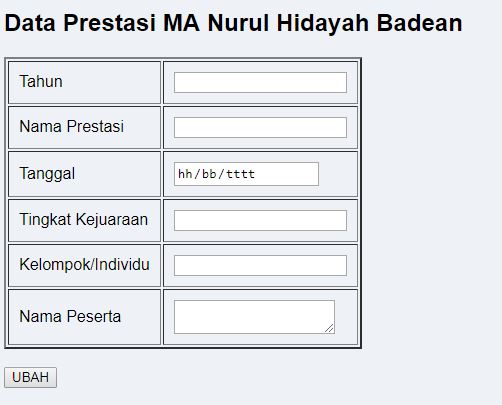 Data Prestasi MA Nurul Hidayah Badean
Tahun
Nama Prestasi
Tanggal hh/bb/tttt
Tingkat Kejuaraan
Kelompok/Individu
Nama Peserta
UBAH